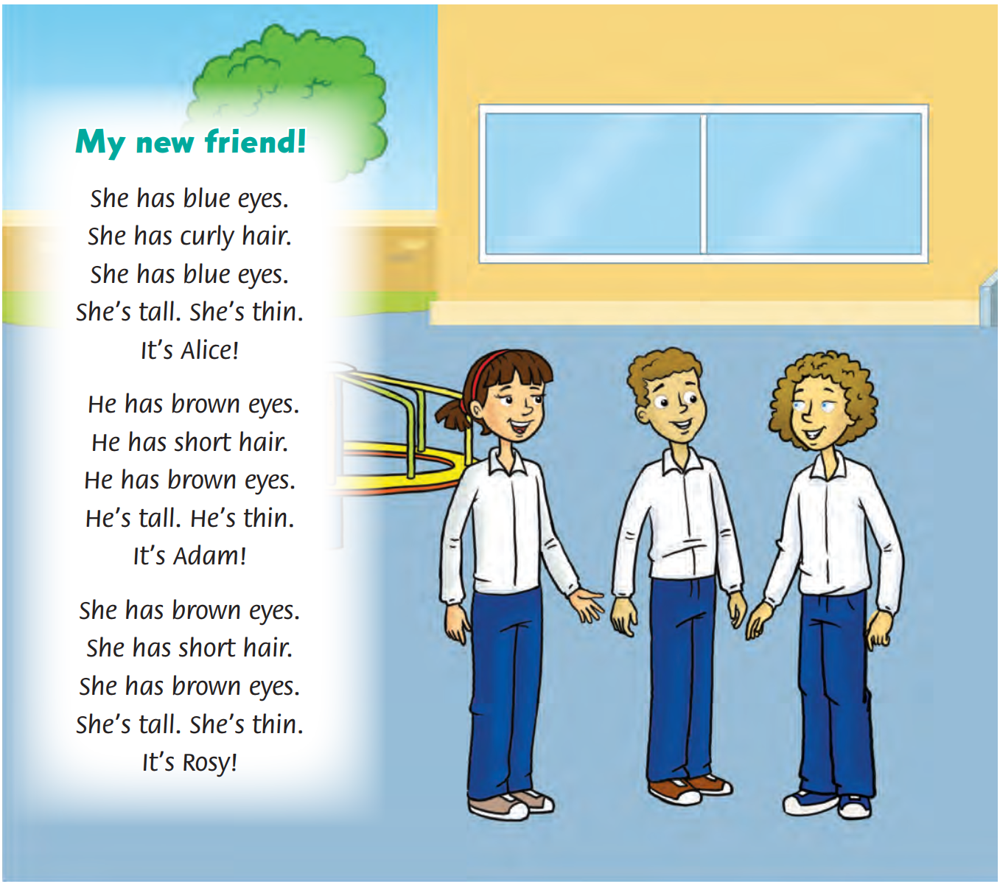 My new friend!
She has blue eyes.
She has curly hair.
She has blue eyes.
She's tall. She's thin.
It's Alice!
He has brown eyes.
He has short hair.
He has brown eyes.
He's tall. He's thin.
It's Adam!
She has brown eyes.
She has short hair.
She has brown eyes.
She's tall. She's thin.
It's Rosy!